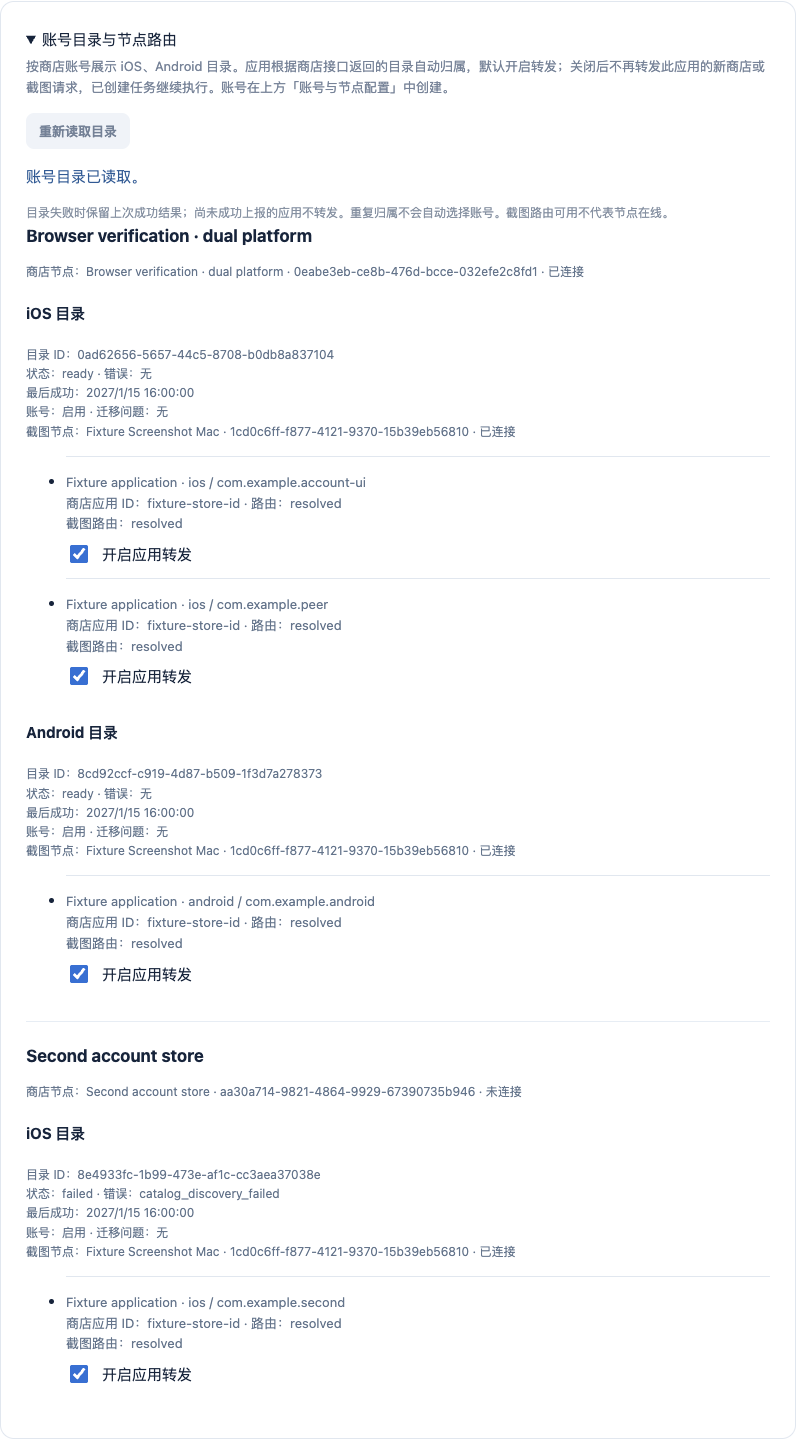 ▼ 账号目录与节点路由
按商店账号展示 iOS、Android 目录。应用根据商店接口返回的目录自动归属，默认开启转发；关闭后不再转发此应用的新商店或
截图请求，已创建任务继续执行。账号在上方「账号与节点配置」中创建。
重新读取目录
账号目录已读取。
目录失败时保留上次成功结果；尚未成功上报的应用不转发。重复归属不会自动选择账号。截图路由可用不代表节点在线。
Browser verification · dual platform
商店节点：Browser verification · dual platform · 0eabe3eb-ce8b-476d-bcce-032efe2c8fd1 · 已连接
iOS 目录
目录 ID：0ad62656-5657-44c5-8708-b0db8a837104
状态：ready · 错误：无
最后成功：2027/1/15 16:00:00
账号：启用 · 迁移问题：无
截图节点：Fixture Screenshot Mac · 1cd0c6ff-f877-4121-9370-15b39eb56810 · 已连接
• Fixture application · ios / com.example.account-ui
商店应用 ID：fixture-store-id · 路由：resolved
截图路由：resolved
开启应用转发
• Fixture application · ios / com.example.peer
商店应用 ID：fixture-store-id · 路由：resolved
截图路由：resolved
开启应用转发
Android 目录
目录 ID：8cd92ccf-c919-4d87-b509-1f3d7a278373
状态：ready · 错误：无
最后成功：2027/1/15 16:00:00
账号：启用 · 迁移问题：无
截图节点：Fixture Screenshot Mac · 1cd0c6ff-f877-4121-9370-15b39eb56810 · 已连接
• Fixture application · android / com.example.android
商店应用 ID：fixture-store-id · 路由：resolved
截图路由：resolved
开启应用转发
Second account store
商店节点：Second account store · aa30a714-9821-4864-9929-67390735b946 · 未连接
iOS 目录
目录 ID：8e4933fc-1b99-473e-af1c-cc3aea37038e
状态：failed · 错误：catalog_discovery_failed
最后成功：2027/1/15 16:00:00
账号：启用 · 迁移问题：无
截图节点：Fixture Screenshot Mac · 1cd0c6ff-f877-4121-9370-15b39eb56810 · 已连接
• Fixture application · ios / com.example.second
商店应用 ID：fixture-store-id · 路由：resolved
截图路由：resolved
开启应用转发